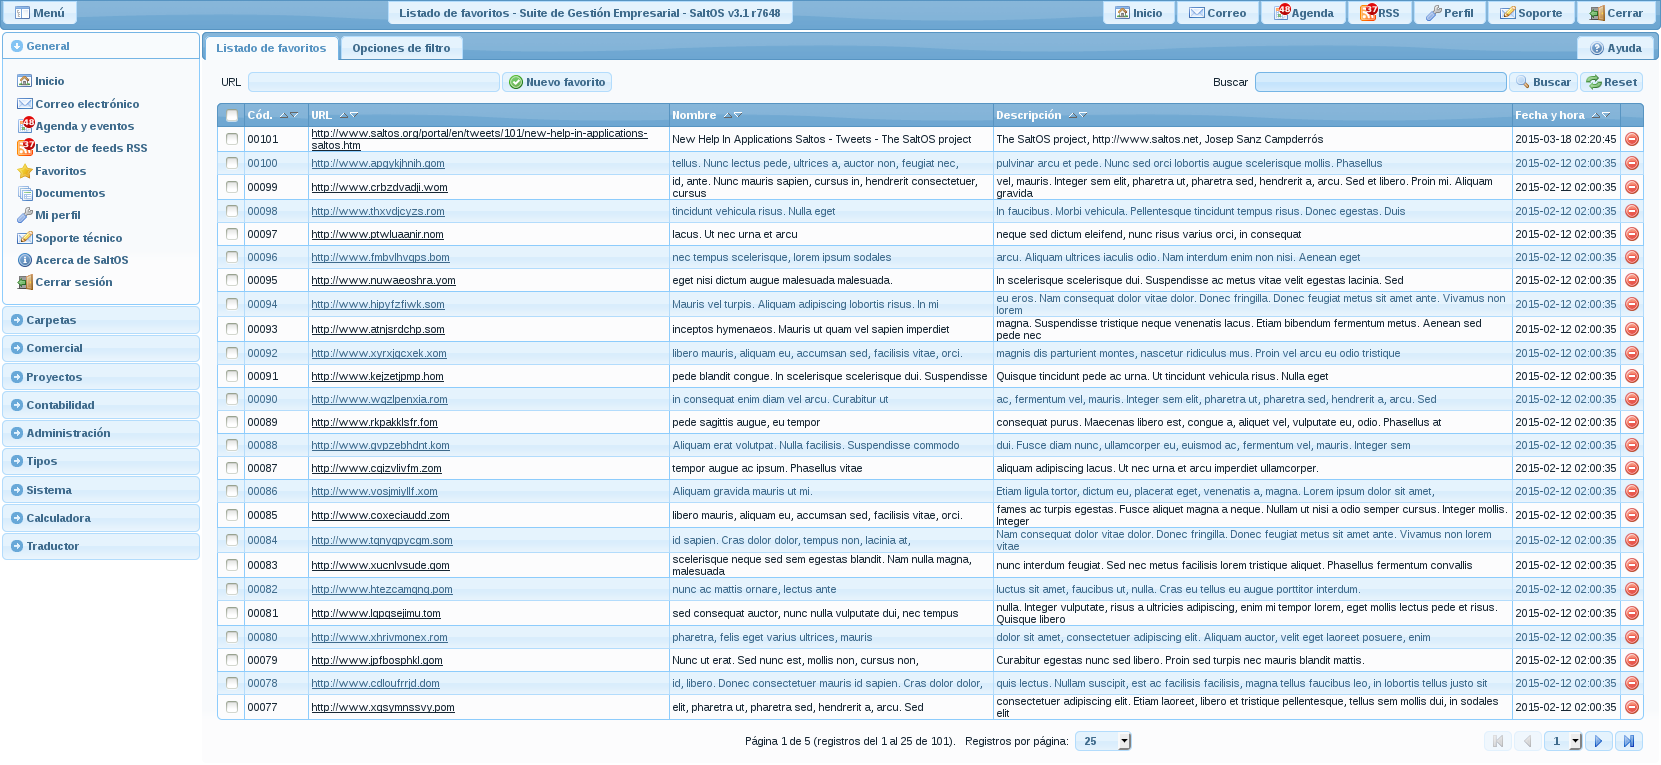 Menú
Listado de favoritos - Suite de Gestión Empresarial - SaltOS v3.1 r7648
Inicio Correo 48 Agenda 37 RSS Perfil Soporte Cerrar
General
Inicio
Correo electrónico
48 Agenda y eventos
37 Lector de feeds RSS
Favoritos
Documentos
Mi perfil
Soporte técnico
Acerca de SaltOS
Cerrar sesión
Carpetas
Comercial
Proyectos
Contabilidad
Administración
Tipos
Sistema
Calculadora
Traductor
Listado de favoritos Opciones de filtro Ayuda
URL Nuevo favorito Buscar Buscar Reset
Cód. URL Nombre Descripción Fecha y hora
00101 http://www.saltos.org/portal/en/tweets/101/new-help-in-applications-saltos.htm New Help In Applications Saltos - Tweets - The SaltOS project The SaltOS project, http://www.saltos.net, Josep Sanz Campderrós 2015-03-18 02:20:45
00100 http://www.apgykjhnih.gom tellus. Nunc lectus pede, ultrices a, auctor non, feugiat nec, pulvinar arcu et pede. Nunc sed orci lobortis augue scelerisque mollis. Phasellus 2015-02-12 02:00:35
00099 http://www.crbzdvadji.wom id, ante. Nunc mauris sapien, cursus in, hendrerit consectetuer, cursus vel, mauris. Integer sem elit, pharetra ut, pharetra sed, hendrerit a, arcu. Sed et libero. Proin mi. Aliquam gravida 2015-02-12 02:00:35
00098 http://www.thxvdjcyzs.rom tincidunt vehicula risus. Nulla eget In faucibus. Morbi vehicula. Pellentesque tincidunt tempus risus. Donec egestas. Duis 2015-02-12 02:00:35
00097 http://www.ptwluaanir.nom lacus. Ut nec urna et arcu neque sed dictum eleifend, nunc risus varius orci, in consequat 2015-02-12 02:00:35
00096 http://www.fmbvlhvgps.bom nec tempus scelerisque, lorem ipsum sodales arcu. Aliquam ultrices iaculis odio. Nam interdum enim non nisi. Aenean eget 2015-02-12 02:00:35
00095 http://www.nuwaeoshra.yom eget nisi dictum augue malesuada malesuada. In scelerisque scelerisque dui. Suspendisse ac metus vitae velit egestas lacinia. Sed 2015-02-12 02:00:35
00094 http://www.hipyfzfiwk.som Mauris vel turpis. Aliquam adipiscing lobortis risus. In mi eu eros. Nam consequat dolor vitae dolor. Donec fringilla. Donec feugiat metus sit amet ante. Vivamus non lorem 2015-02-12 02:00:35
00093 http://www.atnjsrdchp.som inceptos hymenaeos. Mauris ut quam vel sapien imperdiet magna. Suspendisse tristique neque venenatis lacus. Etiam bibendum fermentum metus. Aenean sed pede nec 2015-02-12 02:00:35
00092 http://www.xyrxjgcxek.xom libero mauris, aliquam eu, accumsan sed, facilisis vitae, orci. magnis dis parturient montes, nascetur ridiculus mus. Proin vel arcu eu odio tristique 2015-02-12 02:00:35
00091 http://www.kejzetjpmp.hom pede blandit congue. In scelerisque scelerisque dui. Suspendisse Quisque tincidunt pede ac urna. Ut tincidunt vehicula risus. Nulla eget 2015-02-12 02:00:35
00090 http://www.wqzlpenxia.rom in consequat enim diam vel arcu. Curabitur ut ac, fermentum vel, mauris. Integer sem elit, pharetra ut, pharetra sed, hendrerit a, arcu. Sed 2015-02-12 02:00:35
00089 http://www.rkpakklsfr.fom pede sagittis augue, eu tempor consequat purus. Maecenas libero est, congue a, aliquet vel, vulputate eu, odio. Phasellus at 2015-02-12 02:00:35
00088 http://www.gvpzebhdnt.kom Aliquam erat volutpat. Nulla facilisis. Suspendisse commodo dui. Fusce diam nunc, ullamcorper eu, euismod ac, fermentum vel, mauris. Integer sem 2015-02-12 02:00:35
00087 http://www.cqizvlivfm.zom tempor augue ac ipsum. Phasellus vitae aliquam adipiscing lacus. Ut nec urna et arcu imperdiet ullamcorper. 2015-02-12 02:00:35
00086 http://www.vosjmiyllf.xom Aliquam gravida mauris ut mi. Etiam ligula tortor, dictum eu, placerat eget, venenatis a, magna. Lorem ipsum dolor sit amet, 2015-02-12 02:00:35
00085 http://www.coxeciaudd.zom libero mauris, aliquam eu, accumsan sed, facilisis vitae, orci. fames ac turpis egestas. Fusce aliquet magna a neque. Nullam ut nisi a odio semper cursus. Integer mollis. Integer 2015-02-12 02:00:35
00084 http://www.tqnygpycgm.som id sapien. Cras dolor dolor, tempus non, lacinia at, Nam consequat dolor vitae dolor. Donec fringilla. Donec feugiat metus sit amet ante. Vivamus non lorem vitae 2015-02-12 02:00:35
00083 http://www.xucnlvsude.qom scelerisque neque sed sem egestas blandit. Nam nulla magna, malesuada nunc interdum feugiat. Sed nec metus facilisis lorem tristique aliquet. Phasellus fermentum convallis 2015-02-12 02:00:35
00082 http://www.htezcamqng.pom nunc ac mattis ornare, lectus ante luctus sit amet, faucibus ut, nulla. Cras eu tellus eu augue porttitor interdum. 2015-02-12 02:00:35
00081 http://www.lqpqsejimu.tom sed consequat auctor, nunc nulla vulputate dui, nec tempus nulla. Integer vulputate, risus a ultricies adipiscing, enim mi tempor lorem, eget mollis lectus pede et risus. Quisque libero 2015-02-12 02:00:35
00080 http://www.xhrivmonex.rom pharetra, felis eget varius ultrices, mauris dolor sit amet, consectetuer adipiscing elit. Aliquam auctor, velit eget laoreet posuere, enim 2015-02-12 02:00:35
00079 http://www.jpfbosphkl.gom Nunc ut erat. Sed nunc est, mollis non, cursus non, Curabitur egestas nunc sed libero. Proin sed turpis nec mauris blandit mattis. 2015-02-12 02:00:35
00078 http://www.cdloufrrjd.dom id, libero. Donec consectetuer mauris id sapien. Cras dolor dolor, quis lectus. Nullam suscipit, est ac facilisis facilisis, magna tellus faucibus leo, in lobortis tellus justo sit 2015-02-12 02:00:35
00077 http://www.xqsymnssvy.pom elit, pharetra ut, pharetra sed, hendrerit a, arcu. Sed consectetuer adipiscing elit. Etiam laoreet, libero et tristique pellentesque, tellus sem mollis dui, in sodales elit 2015-02-12 02:00:35
Página 1 de 5 (registros del 1 al 25 de 101). Registros por página: 25 1